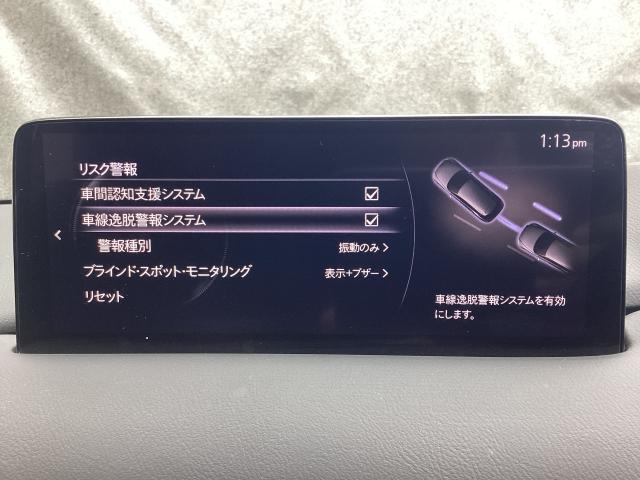 1:13 pm
リスク警報
車間認知支援システム
車線逸脱警報システム
警報種別 振動のみ
ブラインド・スポット・モニタリング 表示+ブザー
リセット
車線逸脱警報システムを有効
にします。